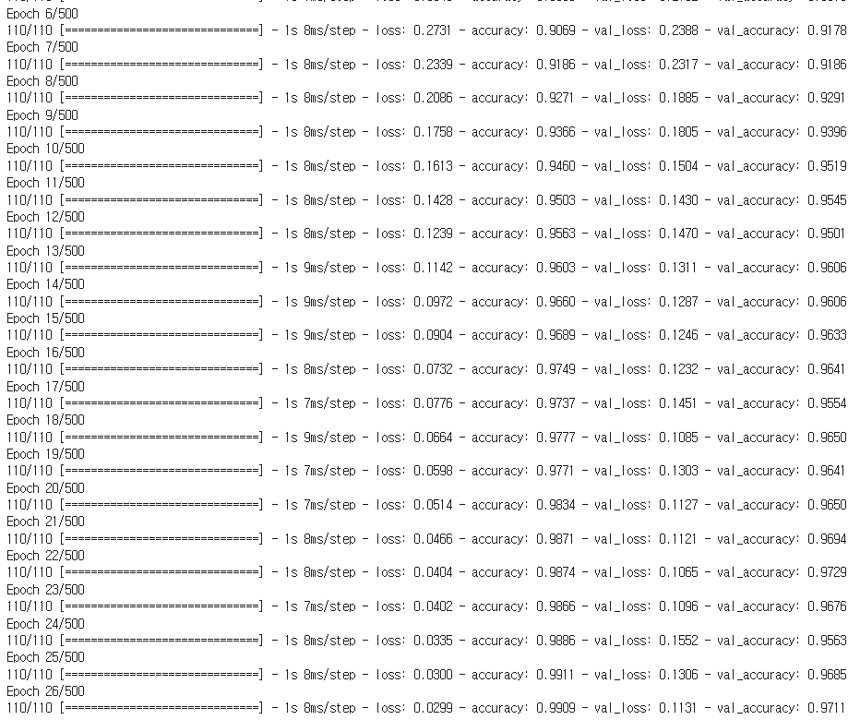 Epoch 6/500
110/110 [==============================] - 1s 8ms/step - loss: 0.2731 - accuracy: 0.9069 - val_loss: 0.2388 - val_accuracy: 0.9178
Epoch 7/500
110/110 [==============================] - 1s 8ms/step - loss: 0.2339 - accuracy: 0.9186 - val_loss: 0.2317 - val_accuracy: 0.9186
Epoch 8/500
110/110 [==============================] - 1s 8ms/step - loss: 0.2086 - accuracy: 0.9271 - val_loss: 0.1885 - val_accuracy: 0.9291
Epoch 9/500
110/110 [==============================] - 1s 8ms/step - loss: 0.1758 - accuracy: 0.9366 - val_loss: 0.1805 - val_accuracy: 0.9396
Epoch 10/500
110/110 [==============================] - 1s 8ms/step - loss: 0.1613 - accuracy: 0.9460 - val_loss: 0.1504 - val_accuracy: 0.9519
Epoch 11/500
110/110 [==============================] - 1s 8ms/step - loss: 0.1428 - accuracy: 0.9503 - val_loss: 0.1430 - val_accuracy: 0.9545
Epoch 12/500
110/110 [==============================] - 1s 8ms/step - loss: 0.1239 - accuracy: 0.9563 - val_loss: 0.1470 - val_accuracy: 0.9501
Epoch 13/500
110/110 [==============================] - 1s 9ms/step - loss: 0.1142 - accuracy: 0.9603 - val_loss: 0.1311 - val_accuracy: 0.9606
Epoch 14/500
110/110 [==============================] - 1s 9ms/step - loss: 0.0972 - accuracy: 0.9660 - val_loss: 0.1287 - val_accuracy: 0.9606
Epoch 15/500
110/110 [==============================] - 1s 9ms/step - loss: 0.0904 - accuracy: 0.9689 - val_loss: 0.1246 - val_accuracy: 0.9633
Epoch 16/500
110/110 [==============================] - 1s 8ms/step - loss: 0.0732 - accuracy: 0.9749 - val_loss: 0.1232 - val_accuracy: 0.9641
Epoch 17/500
110/110 [==============================] - 1s 7ms/step - loss: 0.0776 - accuracy: 0.9737 - val_loss: 0.1451 - val_accuracy: 0.9554
Epoch 18/500
110/110 [==============================] - 1s 9ms/step - loss: 0.0664 - accuracy: 0.9777 - val_loss: 0.1085 - val_accuracy: 0.9650
Epoch 19/500
110/110 [==============================] - 1s 7ms/step - loss: 0.0598 - accuracy: 0.9771 - val_loss: 0.1303 - val_accuracy: 0.9641
Epoch 20/500
110/110 [==============================] - 1s 7ms/step - loss: 0.0514 - accuracy: 0.9834 - val_loss: 0.1127 - val_accuracy: 0.9650
Epoch 21/500
110/110 [==============================] - 1s 8ms/step - loss: 0.0466 - accuracy: 0.9871 - val_loss: 0.1121 - val_accuracy: 0.9694
Epoch 22/500
110/110 [==============================] - 1s 8ms/step - loss: 0.0404 - accuracy: 0.9874 - val_loss: 0.1065 - val_accuracy: 0.9729
Epoch 23/500
110/110 [==============================] - 1s 7ms/step - loss: 0.0402 - accuracy: 0.9866 - val_loss: 0.1096 - val_accuracy: 0.9676
Epoch 24/500
110/110 [==============================] - 1s 8ms/step - loss: 0.0335 - accuracy: 0.9886 - val_loss: 0.1552 - val_accuracy: 0.9563
Epoch 25/500
110/110 [==============================] - 1s 8ms/step - loss: 0.0300 - accuracy: 0.9911 - val_loss: 0.1306 - val_accuracy: 0.9685
Epoch 26/500
110/110 [==============================] - 1s 8ms/step - loss: 0.0299 - accuracy: 0.9909 - val_loss: 0.1131 - val_accuracy: 0.9711